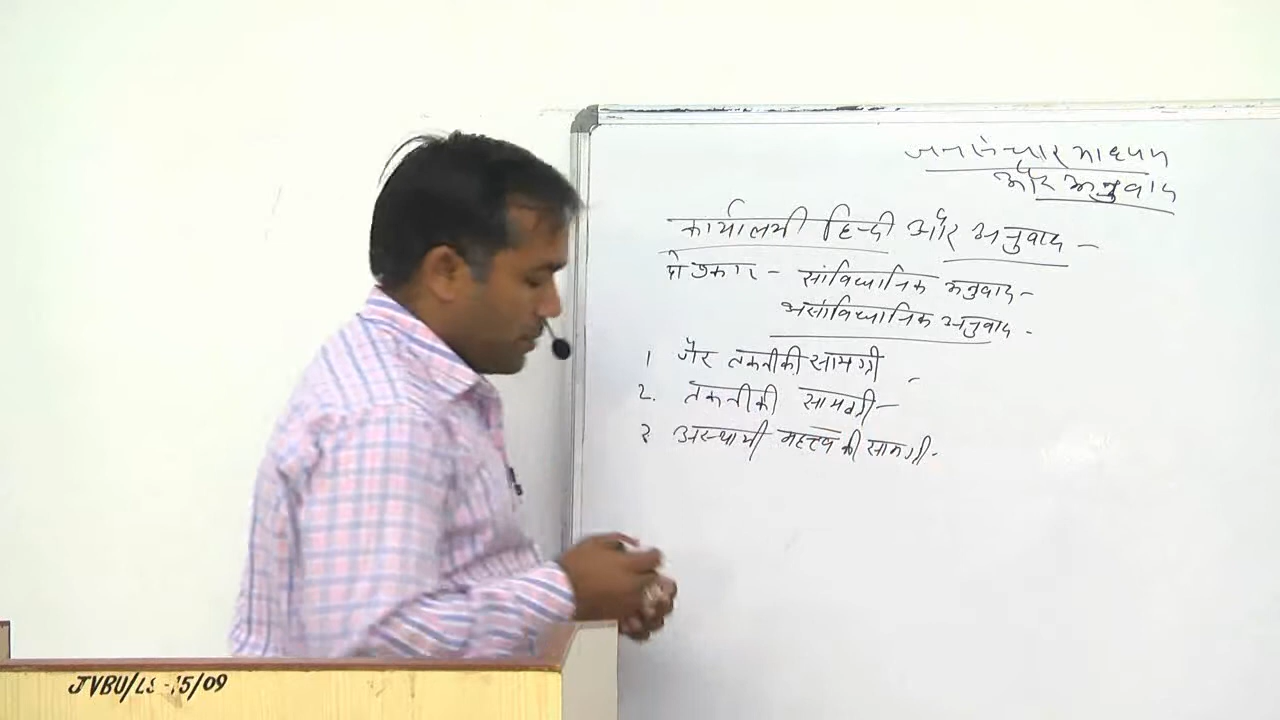 जनसंचार माध्यम
और अनुवाद
कार्यालयी हिन्दी और अनुवाद -
दो प्रकार - सांविधानिक अनुवाद -
असांविधानिक अनुवाद -
1. गैर तकनीकी सामग्री -
2. तकनीकी सामग्री -
3. अस्थायी महत्त्व की सामग्री -
JVBU/LS-15/09